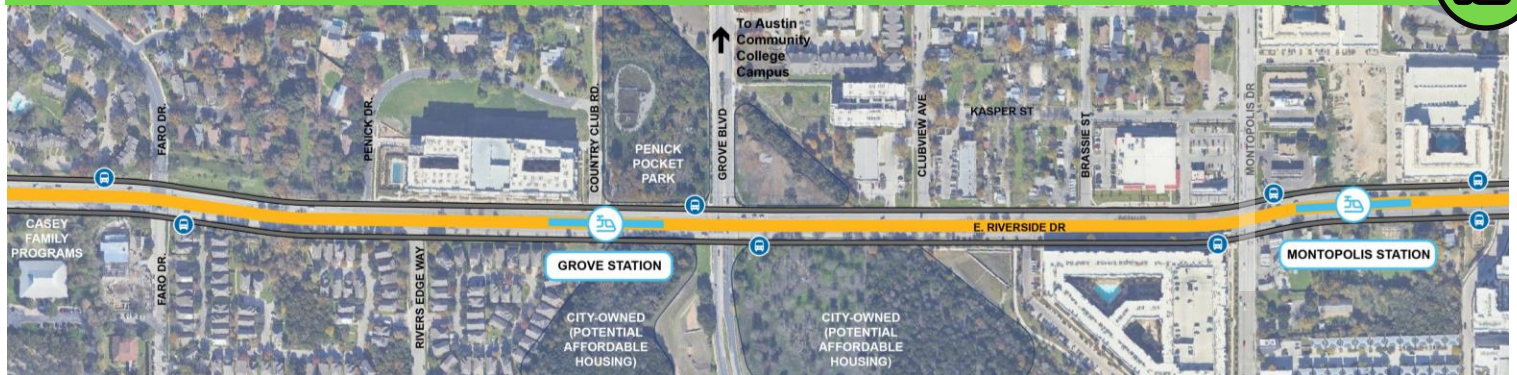 To Austin
Community
College
Campus
FARO DR.
PENICK DR.
COUNTRY CLUB RD.
PENICK
POCKET
PARK
GROVE BLVD
CLUBVIEW AVE.
KASPER ST
BRASSIE ST
MONTOPOLIS DR
CASEY
FAMILY
PROGRAMS
FARO DR.
RIVERS EDGE WAY
GROVE STATION
E. RIVERSIDE DR
MONTOPOLIS STATION
CITY-OWNED
(POTENTIAL
AFFORDABLE
HOUSING)
CITY-OWNED
(POTENTIAL
AFFORDABLE
HOUSING)